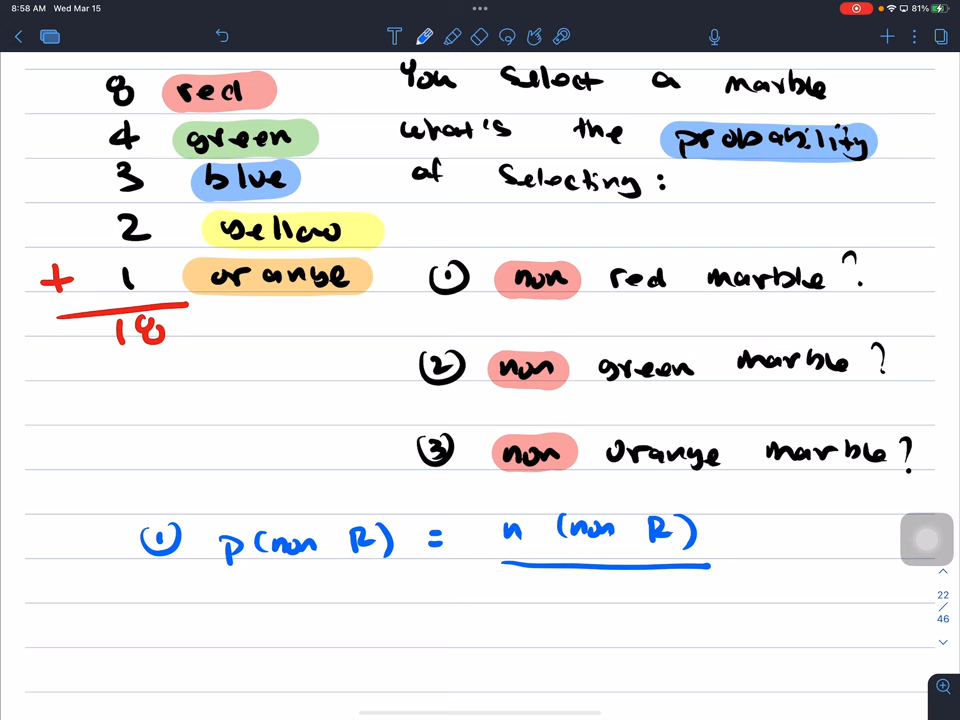 8:58 AM Wed Mar 15
81%
8 red
4 green
3 blue
2 yellow
+ 1 orange
18
You select a marble
what's the probability
of selecting:
① non red marble?
② non green marble?
③ non orange marble?
① p(non R) = n (non R)
22
/
46